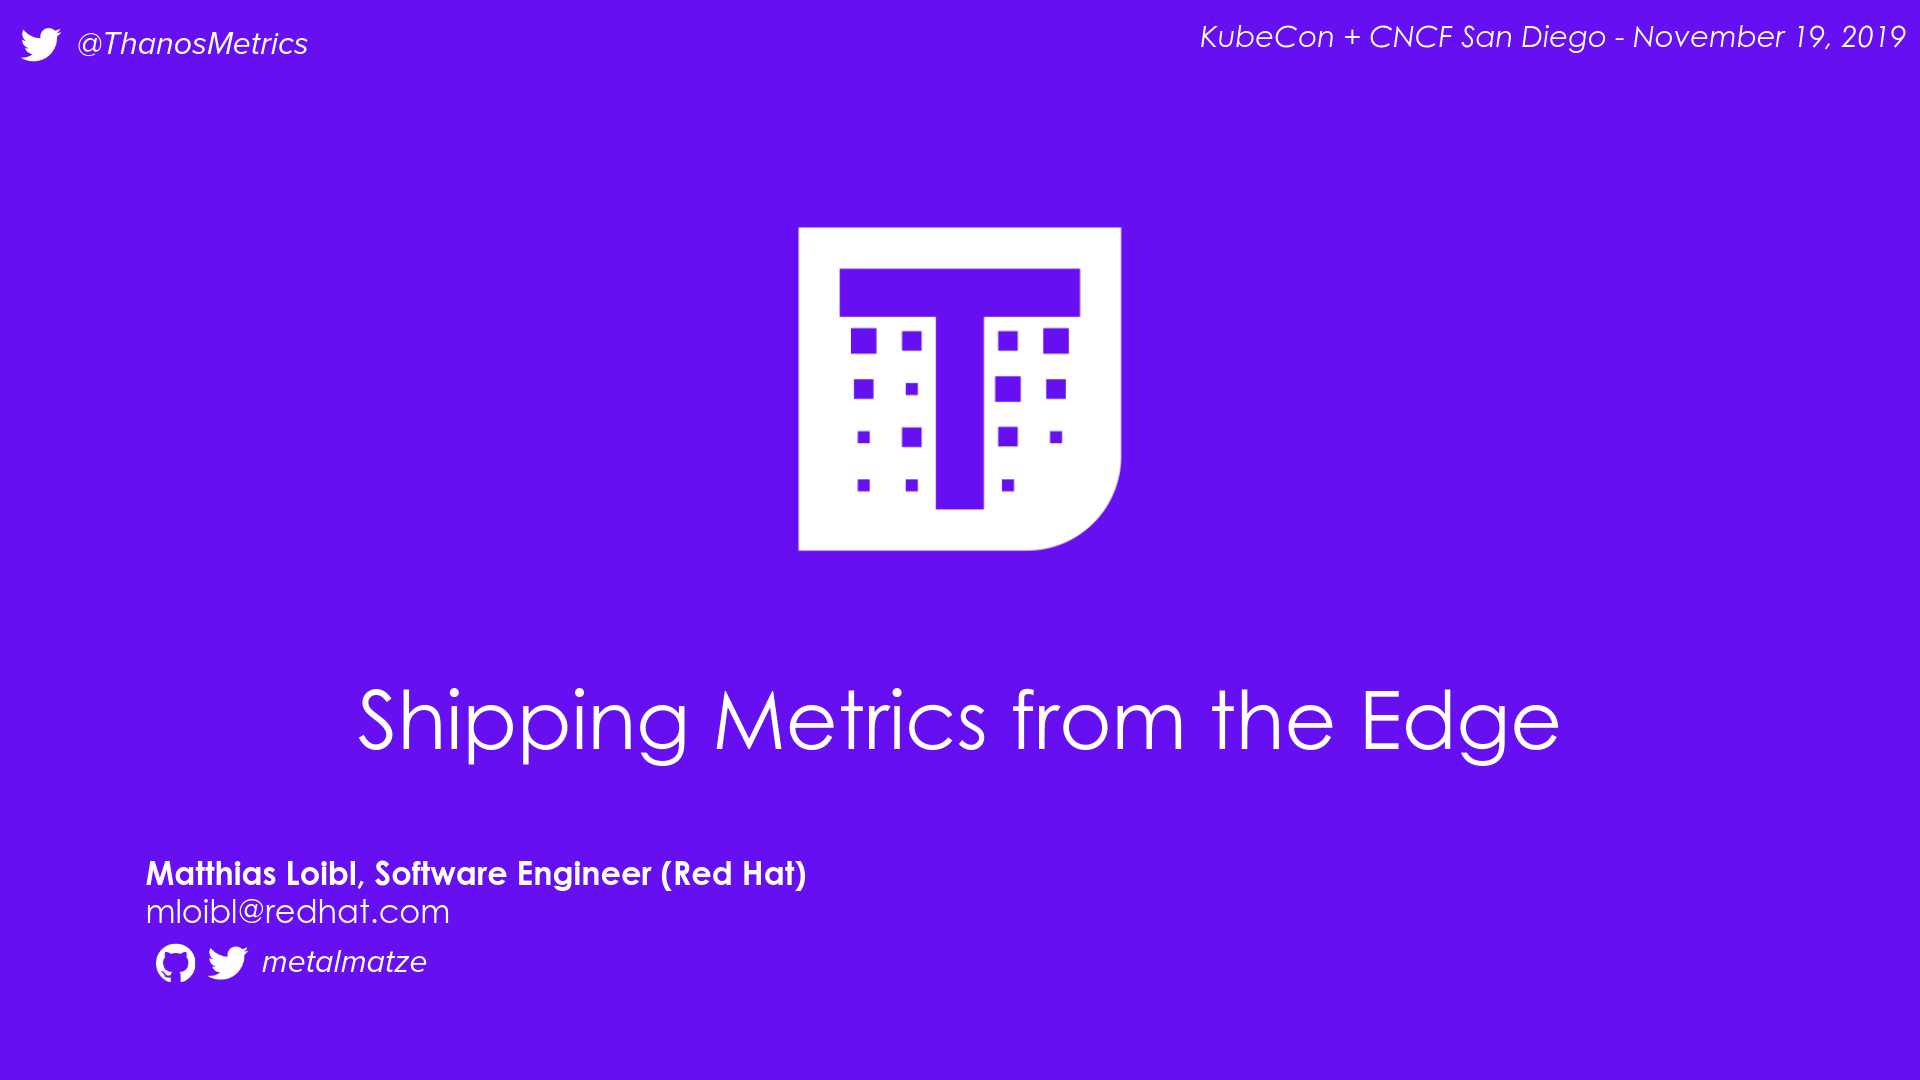 @ThanosMetrics
KubeCon + CNCF San Diego - November 19, 2019
T
Shipping Metrics from the Edge
Matthias Loibl, Software Engineer (Red Hat)
mloibl@redhat.com
metalmatze